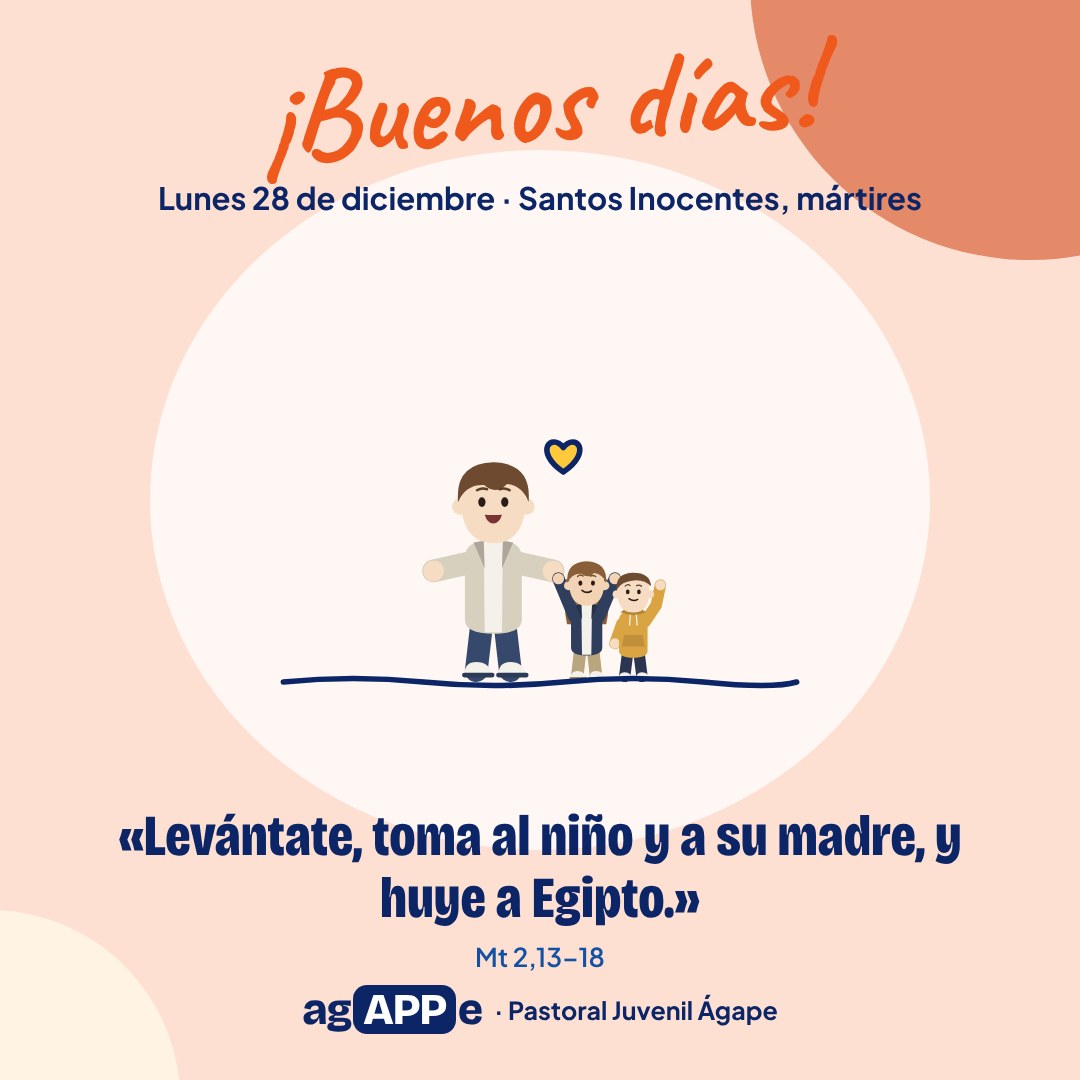 ¡Buenos días!
Lunes 28 de diciembre · Santos Inocentes, mártires
«Levántate, toma al niño y a su madre, y
huye a Egipto.»
Mt 2,13–18
agAPPe · Pastoral Juvenil Ágape